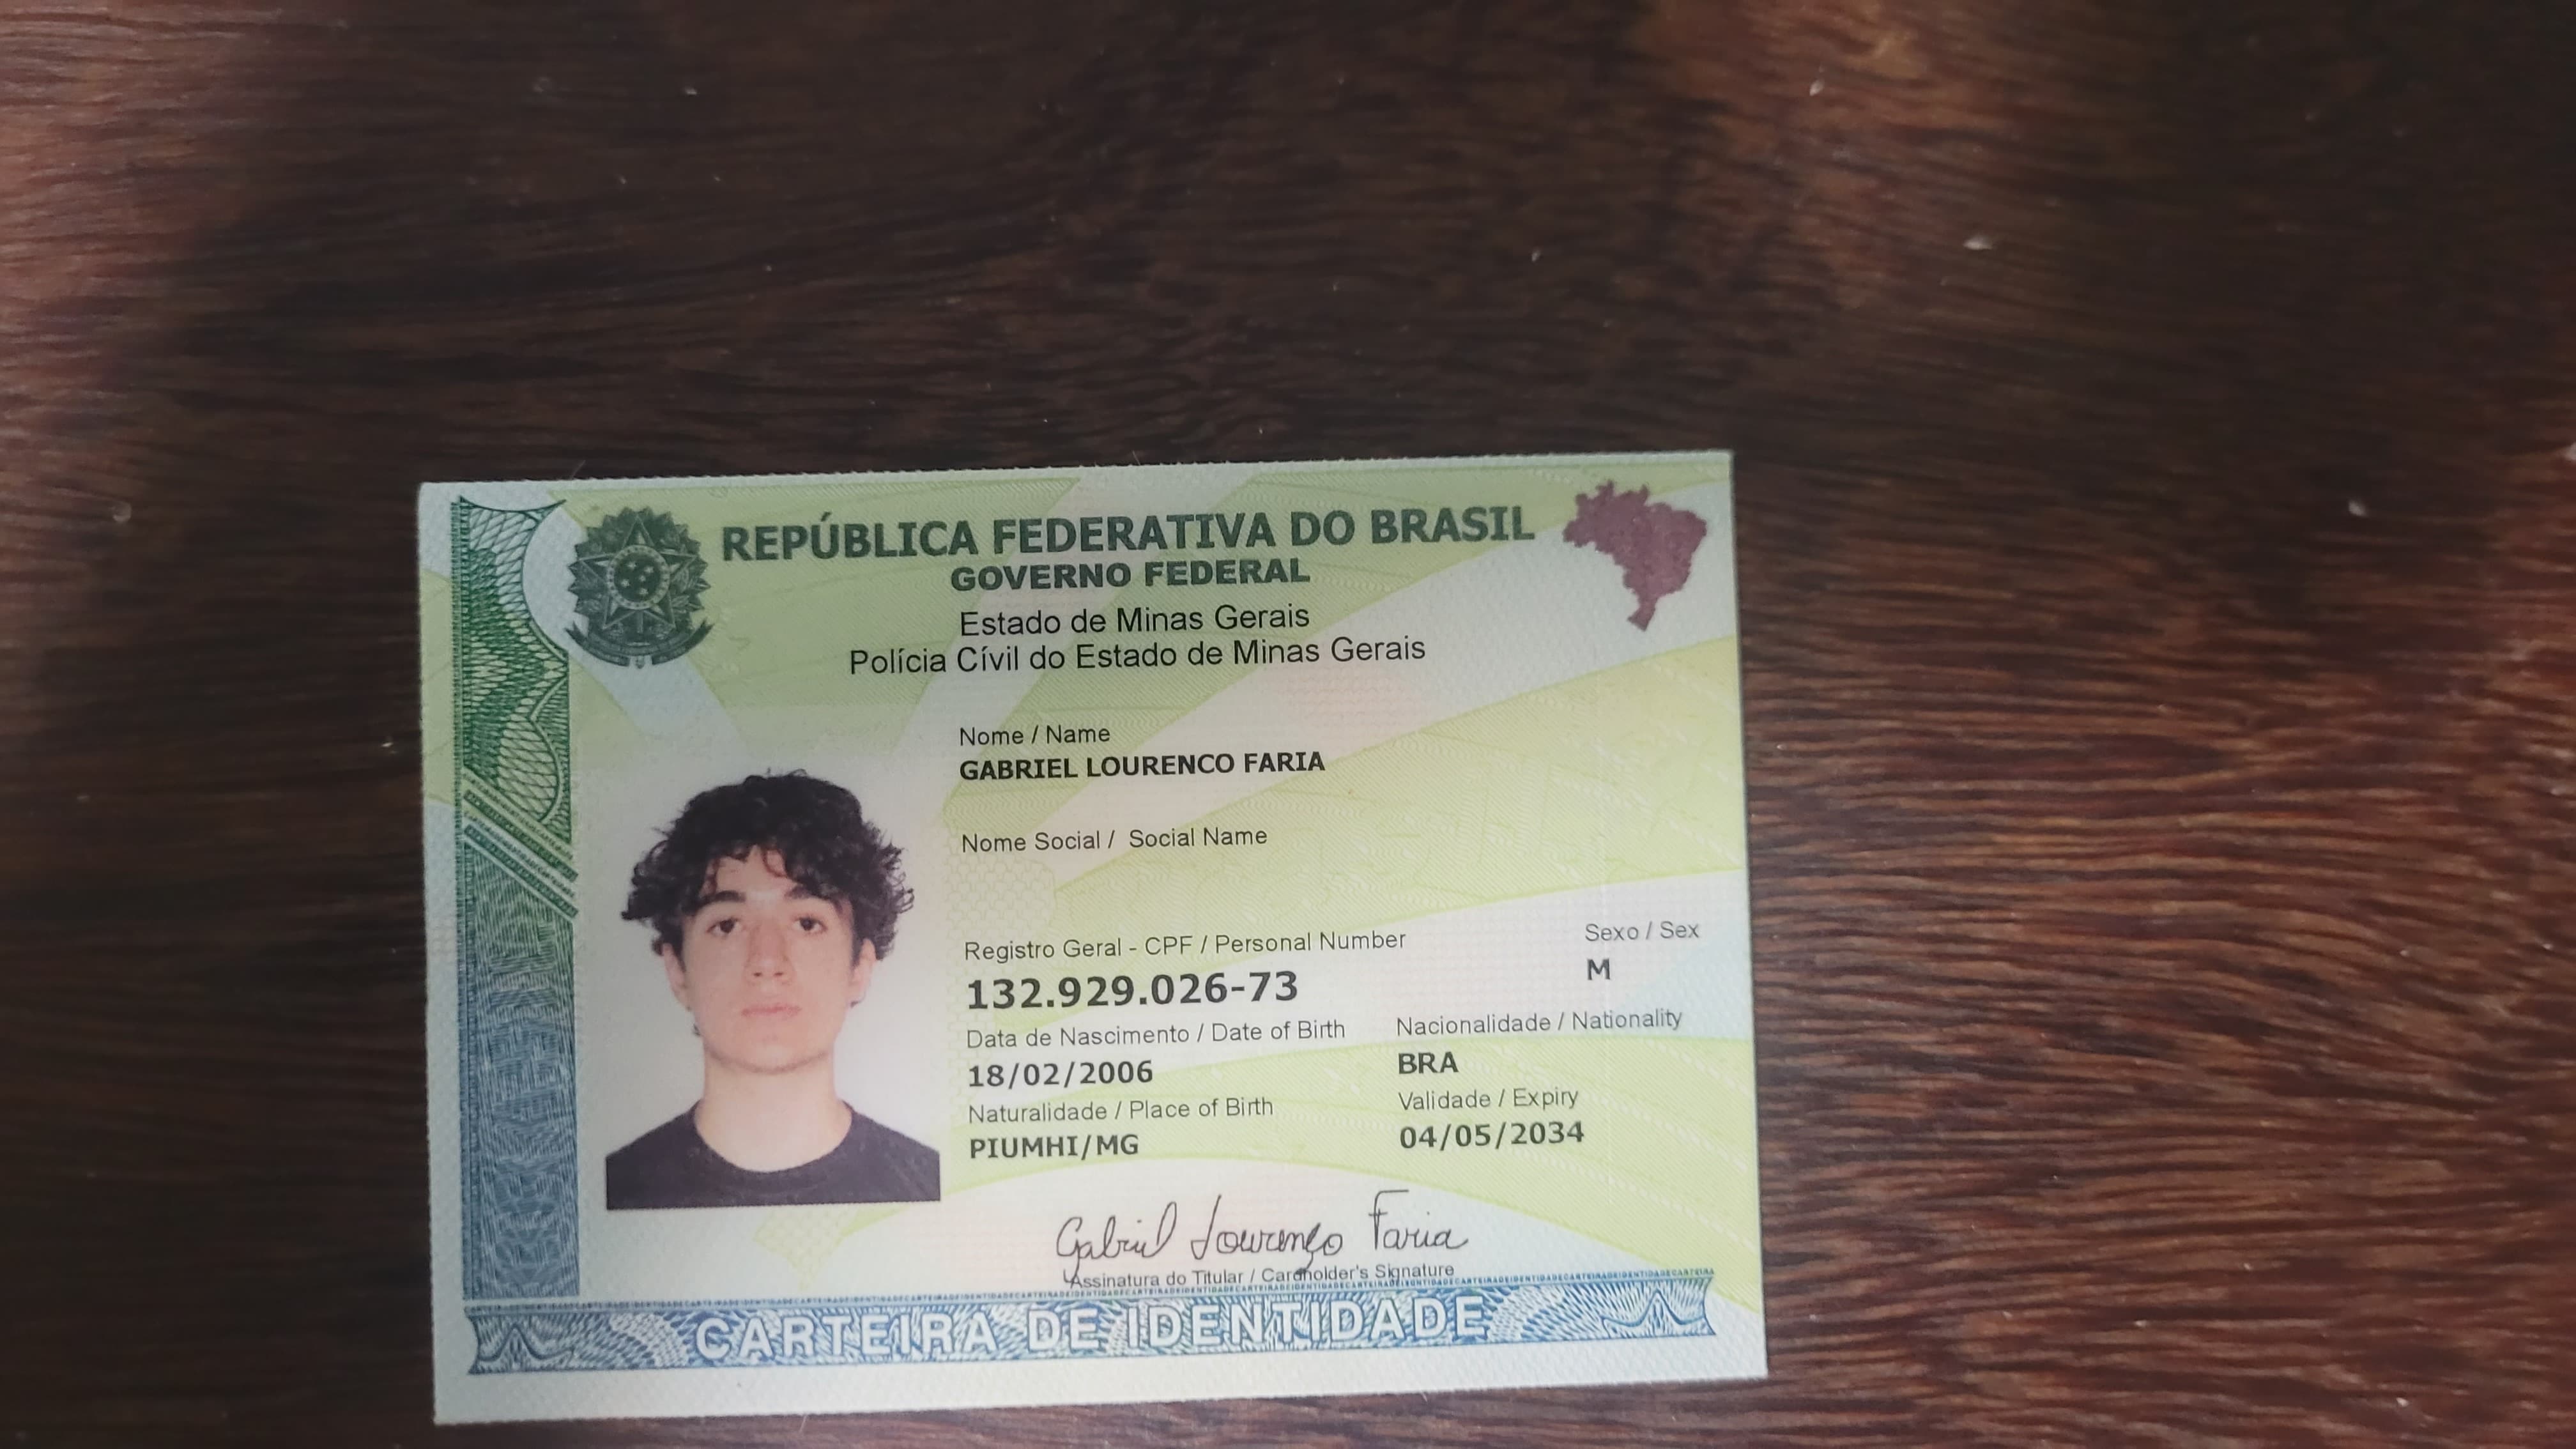 REPÚBLICA FEDERATIVA DO BRASIL
GOVERNO FEDERAL
Estado de Minas Gerais
Polícia Cívil do Estado de Minas Gerais
Nome / Name
GABRIEL LOURENCO FARIA
Nome Social / Social Name
Registro Geral - CPF / Personal Number
132.929.026-73
Sexo / Sex
M
Data de Nascimento / Date of Birth
18/02/2006
Nacionalidade / Nationality
BRA
Naturalidade / Place of Birth
PIUMHI/MG
Validade / Expiry
04/05/2034
Gabriel Lourenço Faria
Assinatura do Titular / Cardholder's Signature
CARTEIRA DE IDENTIDADE